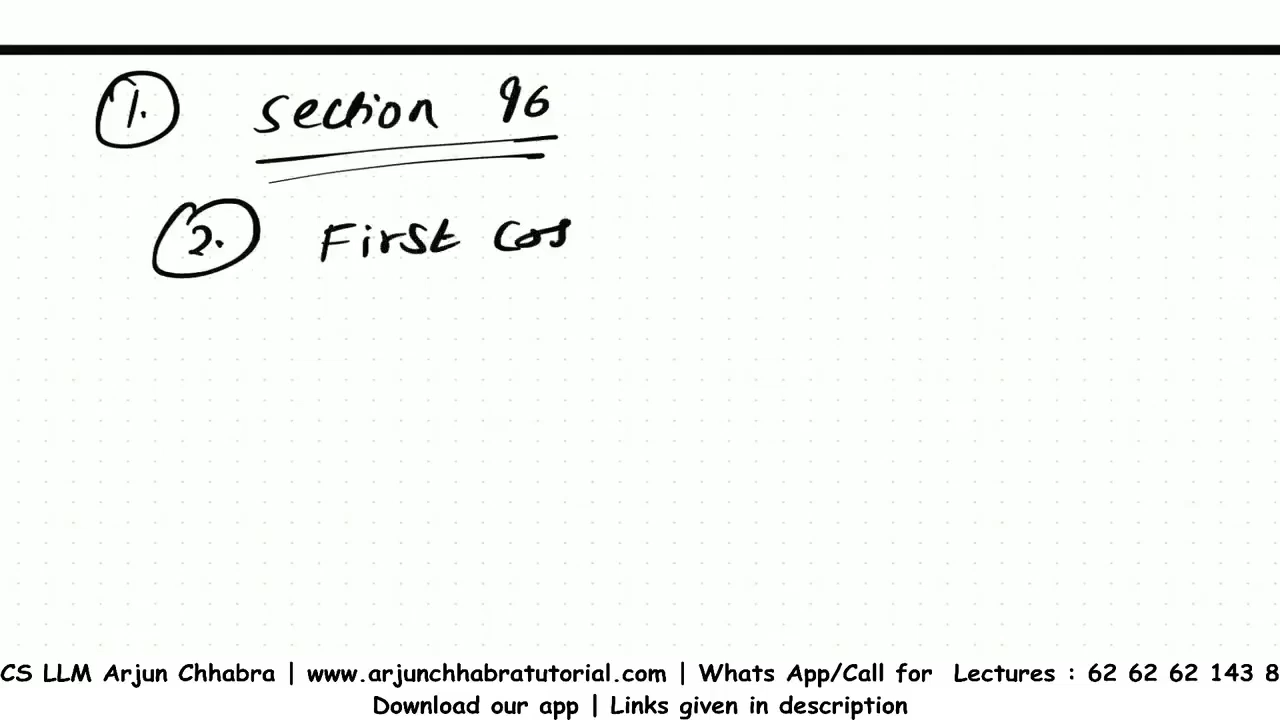 1. Section 96
2. First Cos
CS LLM Arjun Chhabra | www.arjunchhabratutorial.com | Whats App/Call for Lectures : 62 62 62 143 8
Download our app | Links given in description